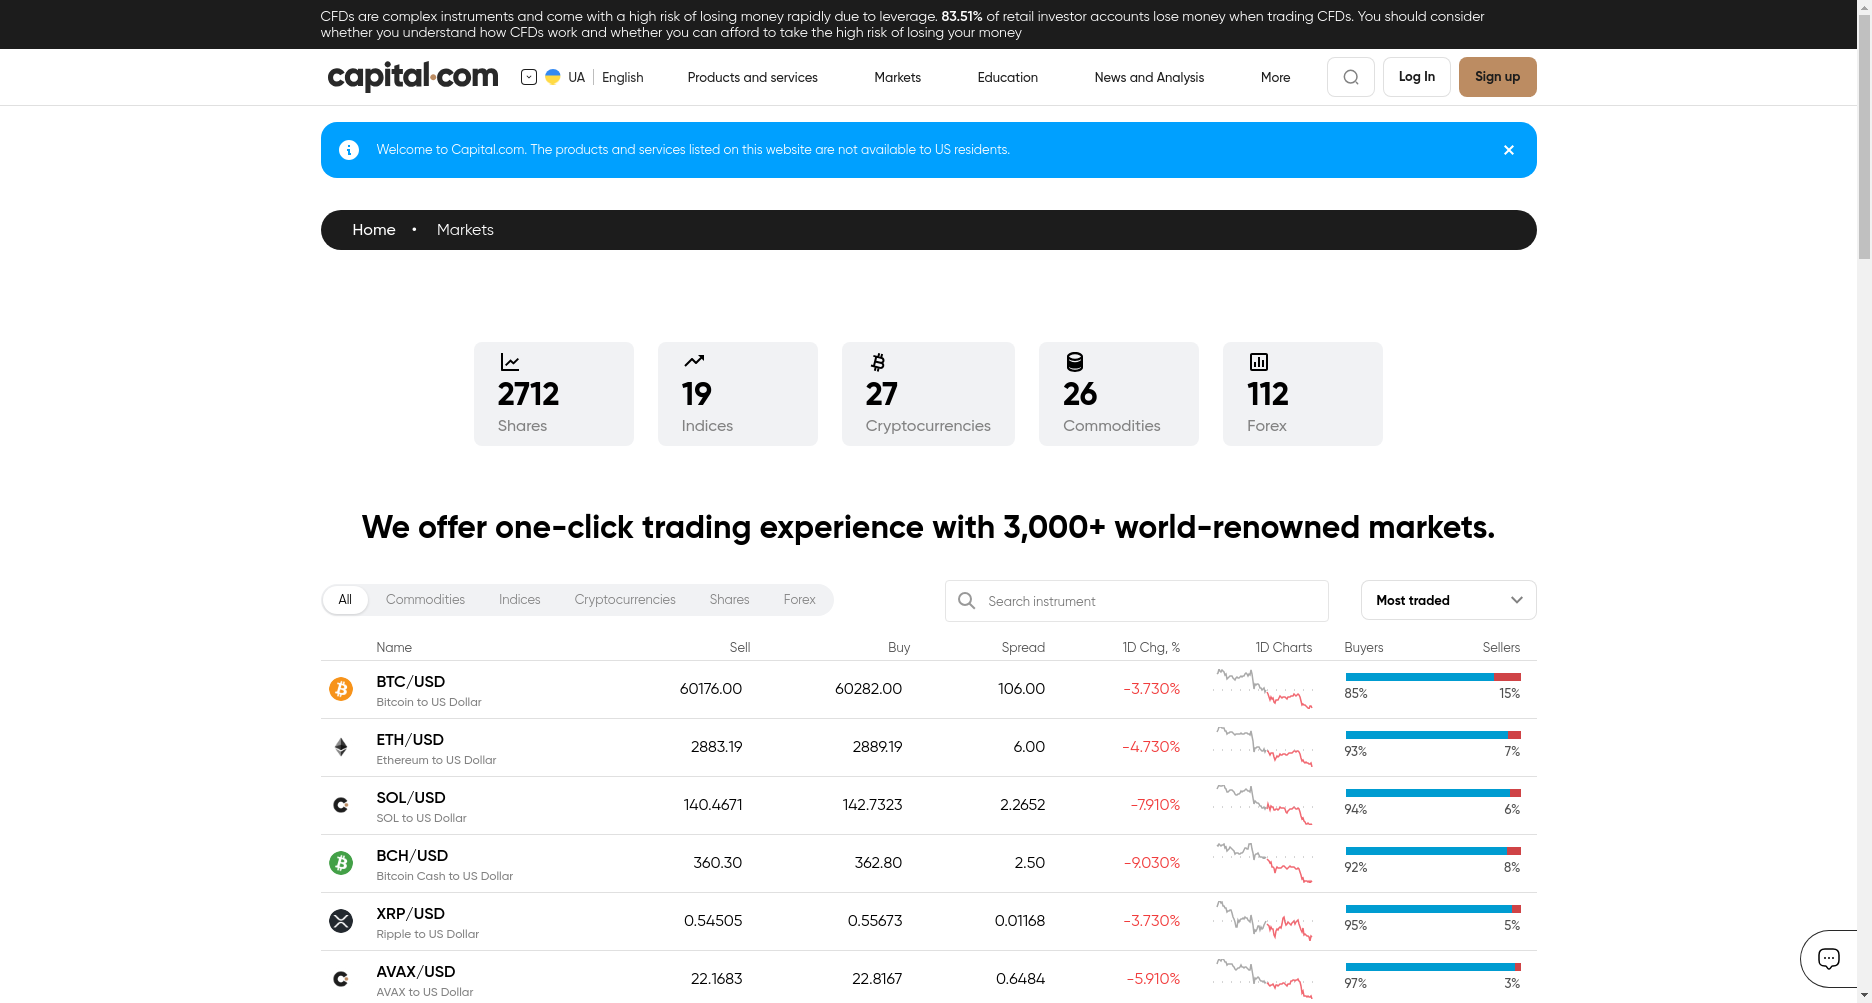 CFDs are complex instruments and come with a high risk of losing money rapidly due to leverage. 83.51% of retail investor accounts lose money when trading CFDs. You should consider
whether you understand how CFDs work and whether you can afford to take the high risk of losing your money
capital.com UA English Products and services Markets Education News and Analysis More Log In Sign up
Welcome to Capital.com. The products and services listed on this website are not available to US residents.
Home • Markets
2712 19 27 26 112
Shares Indices Cryptocurrencies Commodities Forex
We offer one-click trading experience with 3,000+ world-renowned markets.
All Commodities Indices Cryptocurrencies Shares Forex Search instrument Most traded
Name Sell Buy Spread 1D Chg, % 1D Charts Buyers Sellers
BTC/USD 60176.00 60282.00 106.00 -3.730% 85% 15%
Bitcoin to US Dollar
ETH/USD 2883.19 2889.19 6.00 -4.730% 93% 7%
Ethereum to US Dollar
SOL/USD 140.4671 142.7323 2.2652 -7.910% 94% 6%
SOL to US Dollar
BCH/USD 360.30 362.80 2.50 -9.030% 92% 8%
Bitcoin Cash to US Dollar
XRP/USD 0.54505 0.55673 0.01168 -3.730% 95% 5%
Ripple to US Dollar
AVAX/USD 22.1683 22.8167 0.6484 -5.910% 97% 3%
AVAX to US Dollar